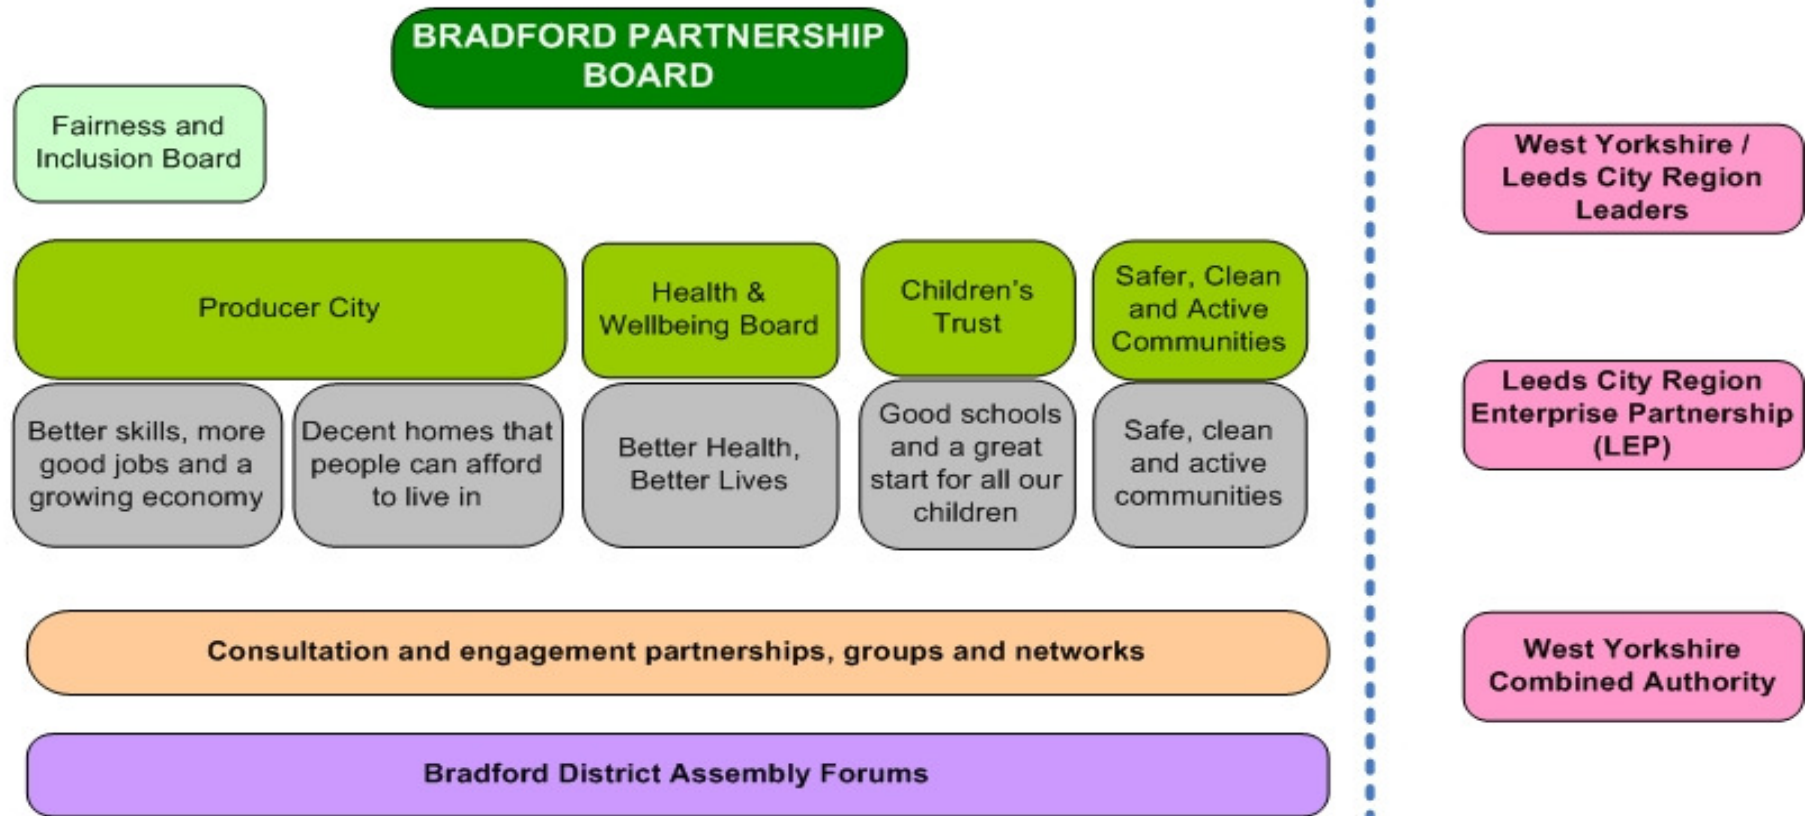 BRADFORD PARTNERSHIP
BOARD
Fairness and
Inclusion Board
Producer City
Health &
Wellbeing Board
Children's
Trust
Safer, Clean
and Active
Communities
Better skills, more
good jobs and a
growing economy
Decent homes that
people can afford
to live in
Better Health,
Better Lives
Good schools
and a great
start for all our
children
Safe, clean
and active
communities
Consultation and engagement partnerships, groups and networks
Bradford District Assembly Forums
West Yorkshire /
Leeds City Region
Leaders
Leeds City Region
Enterprise Partnership
(LEP)
West Yorkshire
Combined Authority